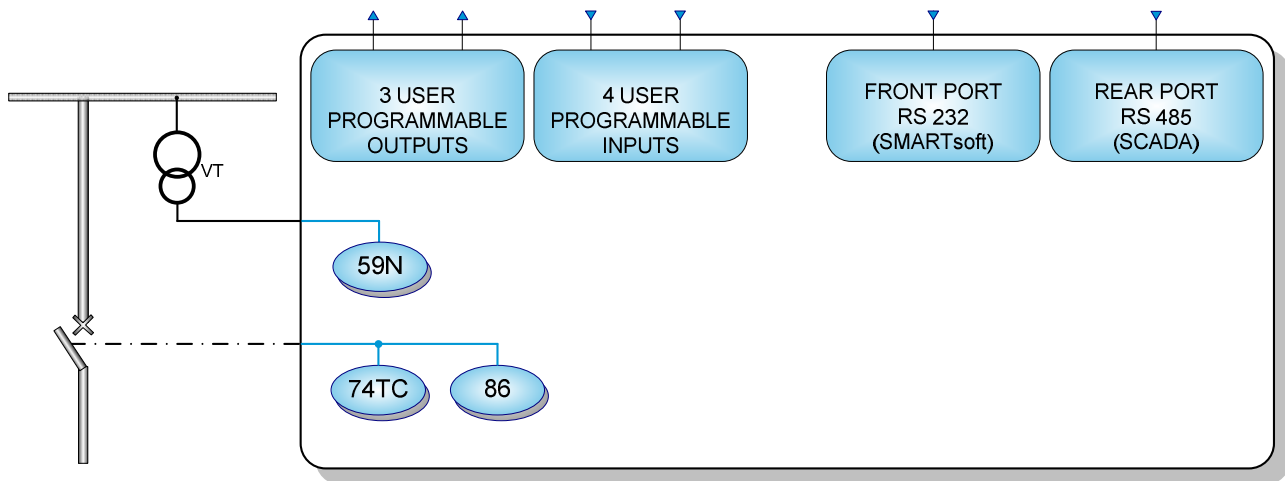 3 USER
PROGRAMMABLE
OUTPUTS
4 USER
PROGRAMMABLE
INPUTS
FRONT PORT
RS 232
(SMARTsoft)
REAR PORT
RS 485
(SCADA)
VT
59N
74TC
86